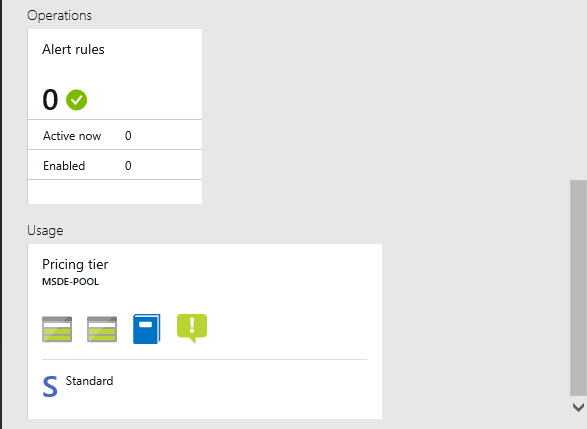 Operations
Alert rules
0
Active now 0
Enabled 0
Usage
Pricing tier
MSDE-POOL
S Standard